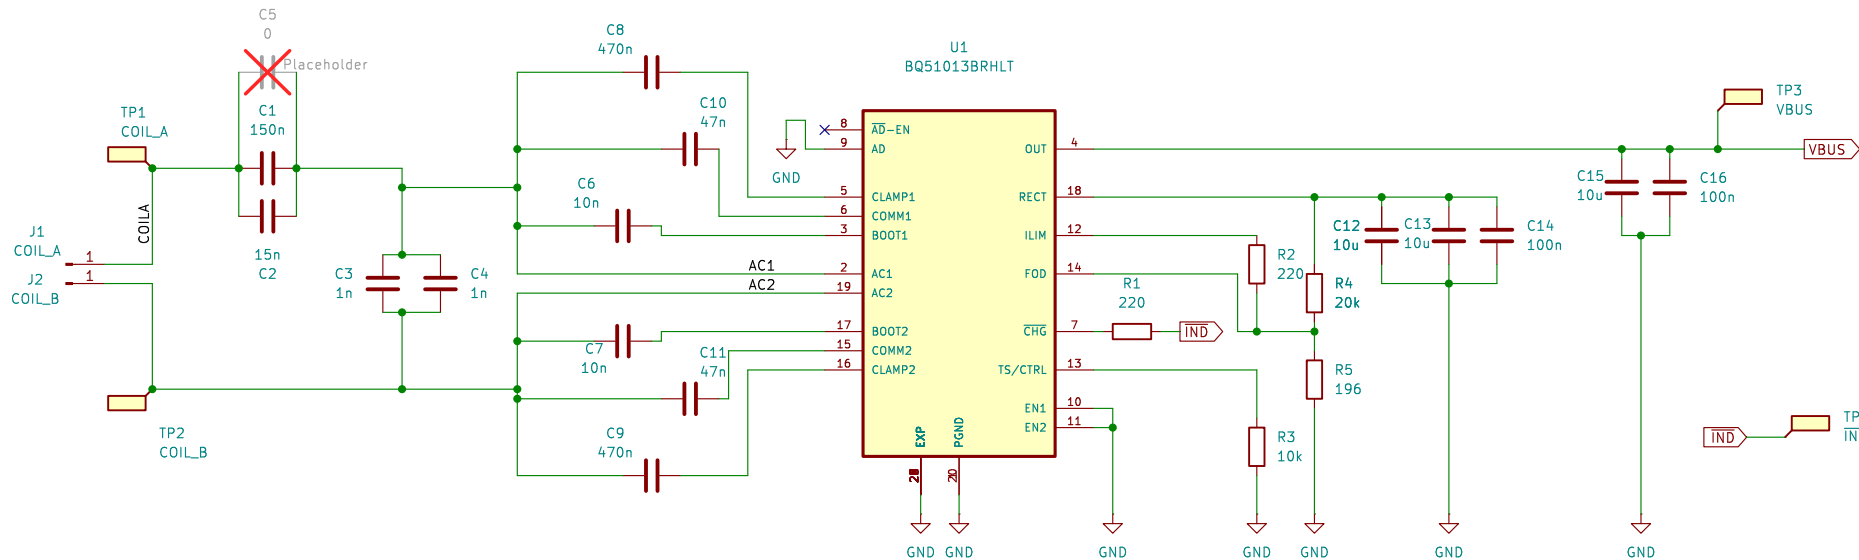 C5
0
Placeholder
C1
150n
TP1
COIL_A
COILA
J1
COIL_A
1
J2
COIL_B
1
15n
C2
C3
1n
C4
1n
TP2
COIL_B
C8
470n
C10
47n
C6
10n
AC1
AC2
C7
10n
C11
47n
C9
470n
GND
U1
BQ51013BRHLT
8
AD-EN
9
AD
5
CLAMP1
6
COMM1
3
BOOT1
2
AC1
19
AC2
17
BOOT2
15
COMM2
16
CLAMP2
EXP
PGND
20
GND
GND
OUT
4
RECT
18
ILIM
12
FOD
14
CHG
7
TS/CTRL
13
EN1
10
EN2
11
GND
R1
220
IND
R2
220
R4
20k
R5
196
R3
10k
GND
GND
C12
10u
C13
10u
C14
100n
GND
C15
10u
C16
100n
GND
TP3
VBUS
VBUS
IND
TP
IN